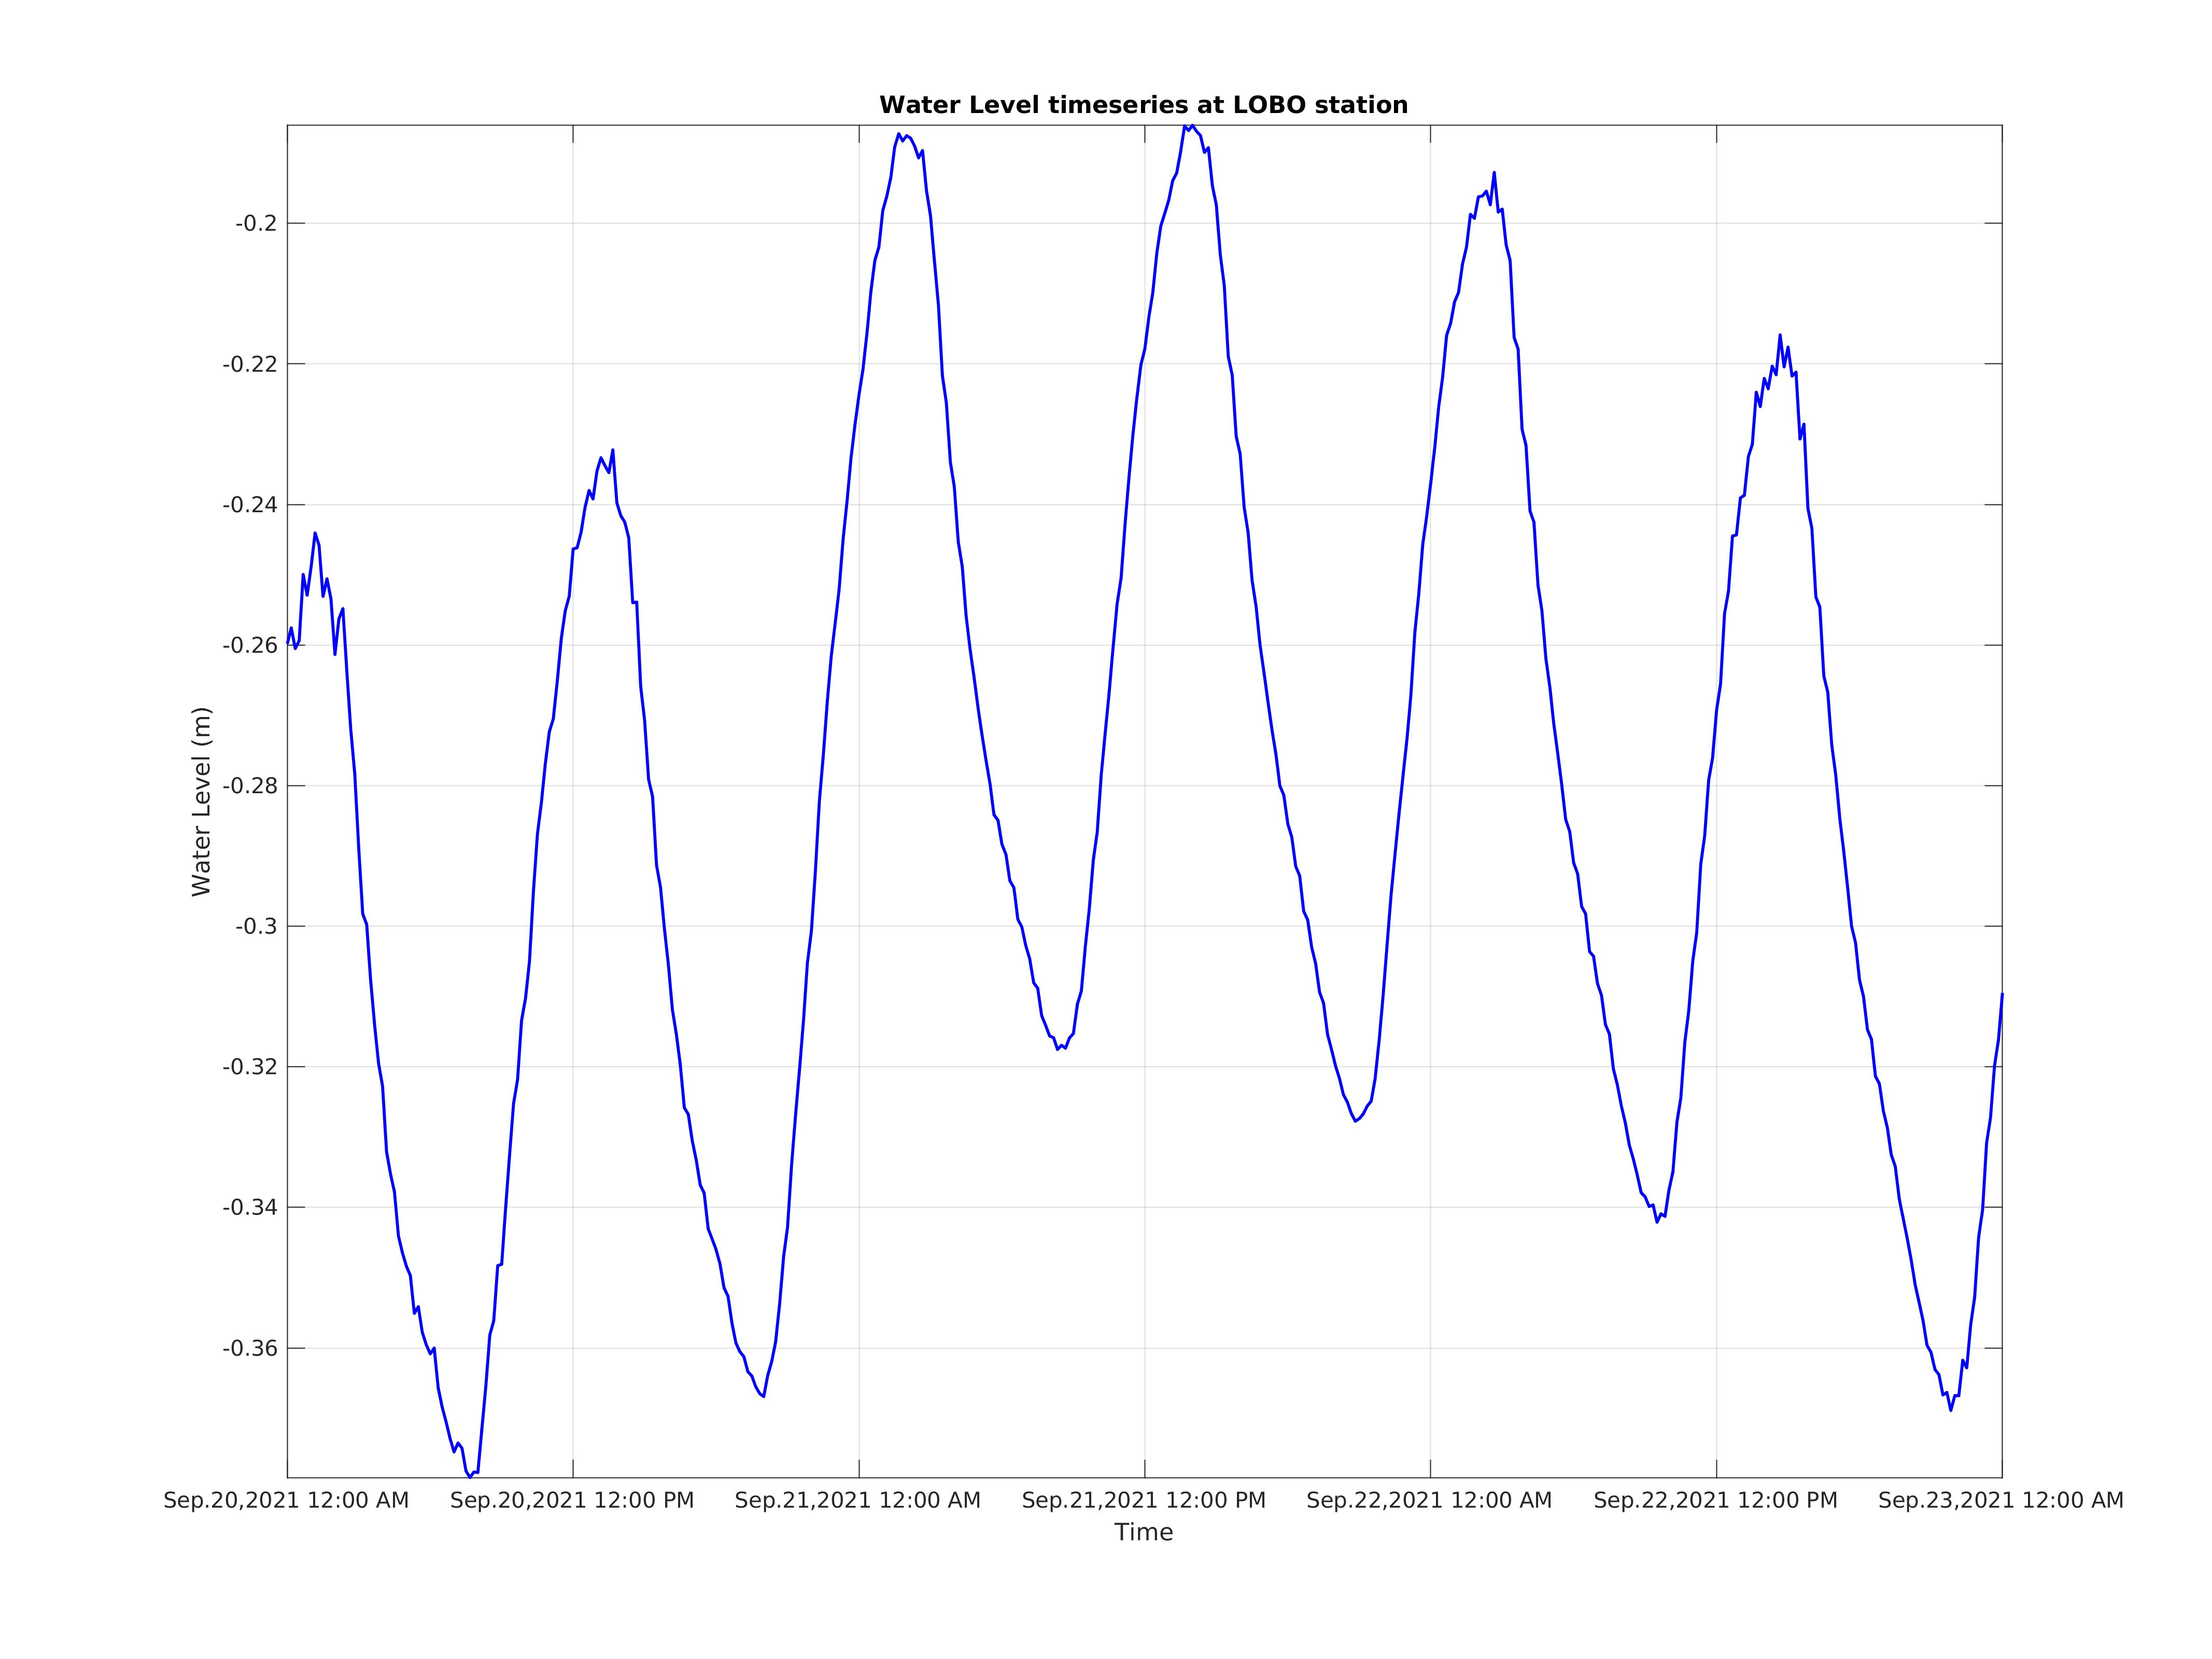 Water Level timeseries at LOBO station
-0.2
-0.22
-0.24
-0.26
-0.28
-0.3
-0.32
-0.34
-0.36
Water Level (m)
Sep.20,2021 12:00 AM
Sep.20,2021 12:00 PM
Sep.21,2021 12:00 AM
Sep.21,2021 12:00 PM
Sep.22,2021 12:00 AM
Sep.22,2021 12:00 PM
Sep.23,2021 12:00 AM
Time